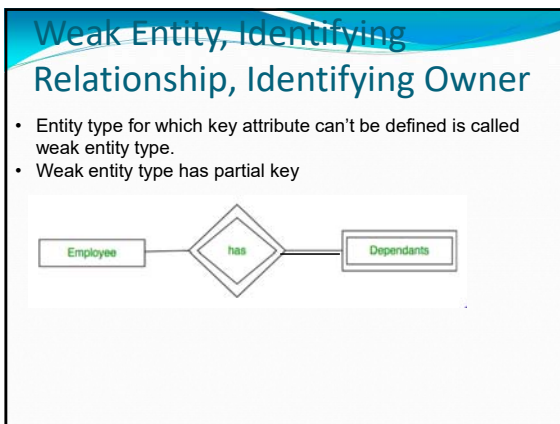 Weak Entity, Identifying
Relationship, Identifying Owner
• Entity type for which key attribute can't be defined is called
weak entity type.
• Weak entity type has partial key
Employee has Dependants